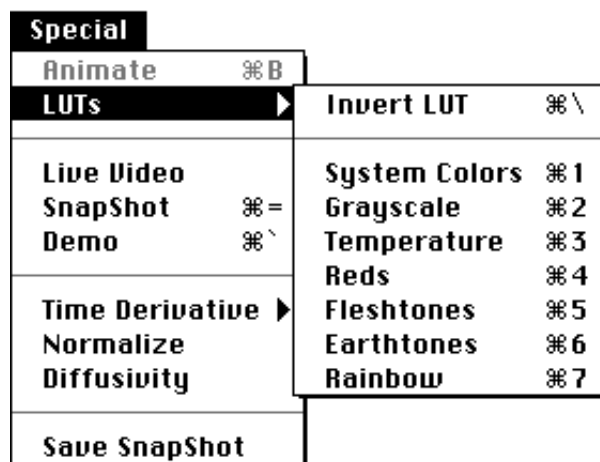 Special
Animate ⌘B
LUTs ▶
Invert LUT ⌘\
Live Video
System Colors ⌘1
SnapShot ⌘=
Grayscale ⌘2
Demo ⌘`
Temperature ⌘3
Reds ⌘4
Time Derivative ▶
Fleshtones ⌘5
Normalize
Earthtones ⌘6
Diffusivity
Rainbow ⌘7
Save SnapShot